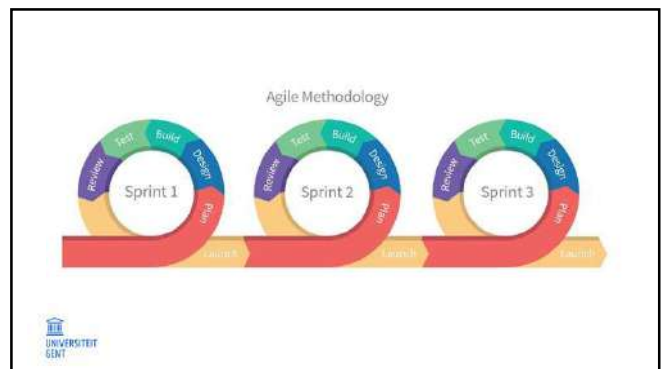 Agile Methodology
Review
Test
Build
Design
Plan
Sprint 1
Launch
Review
Test
Build
Design
Plan
Sprint 2
Launch
Review
Test
Build
Design
Plan
Sprint 3
Launch
UNIVERSITEIT
GENT